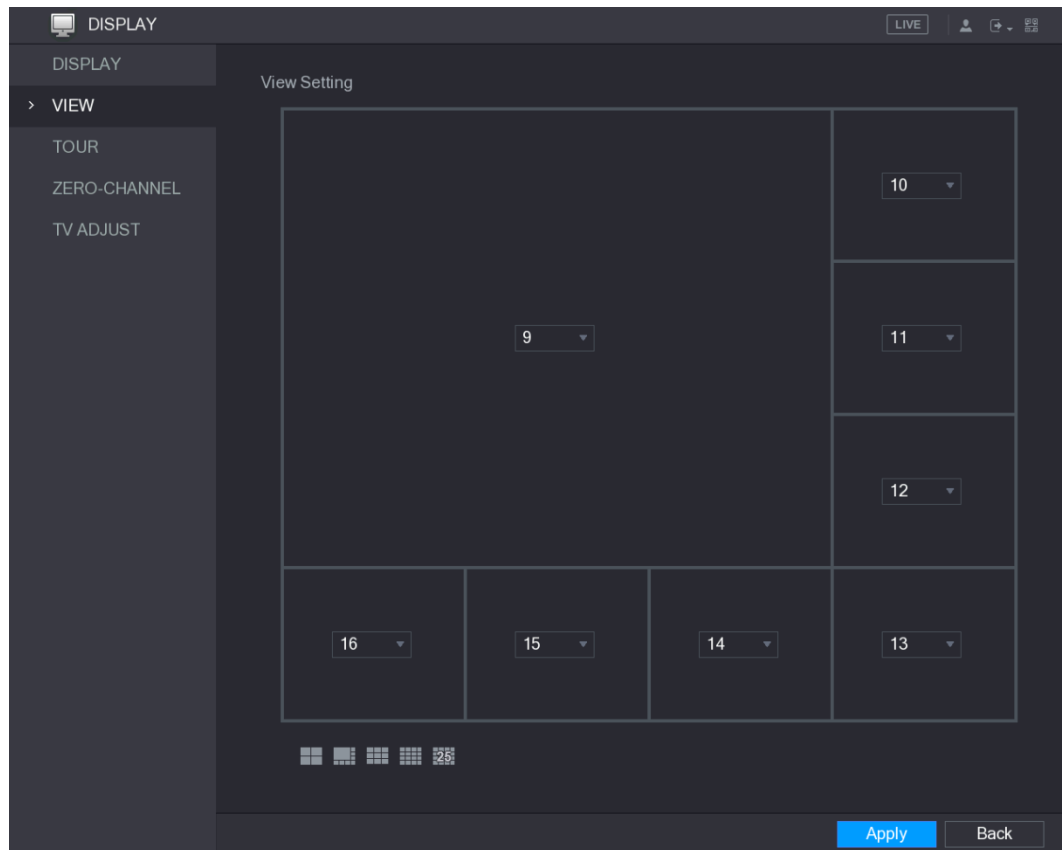 DISPLAY
LIVE
DISPLAY
VIEW
TOUR
ZERO-CHANNEL
TV ADJUST
View Setting
10
9
11
12
16
15
14
13
25
Apply
Back